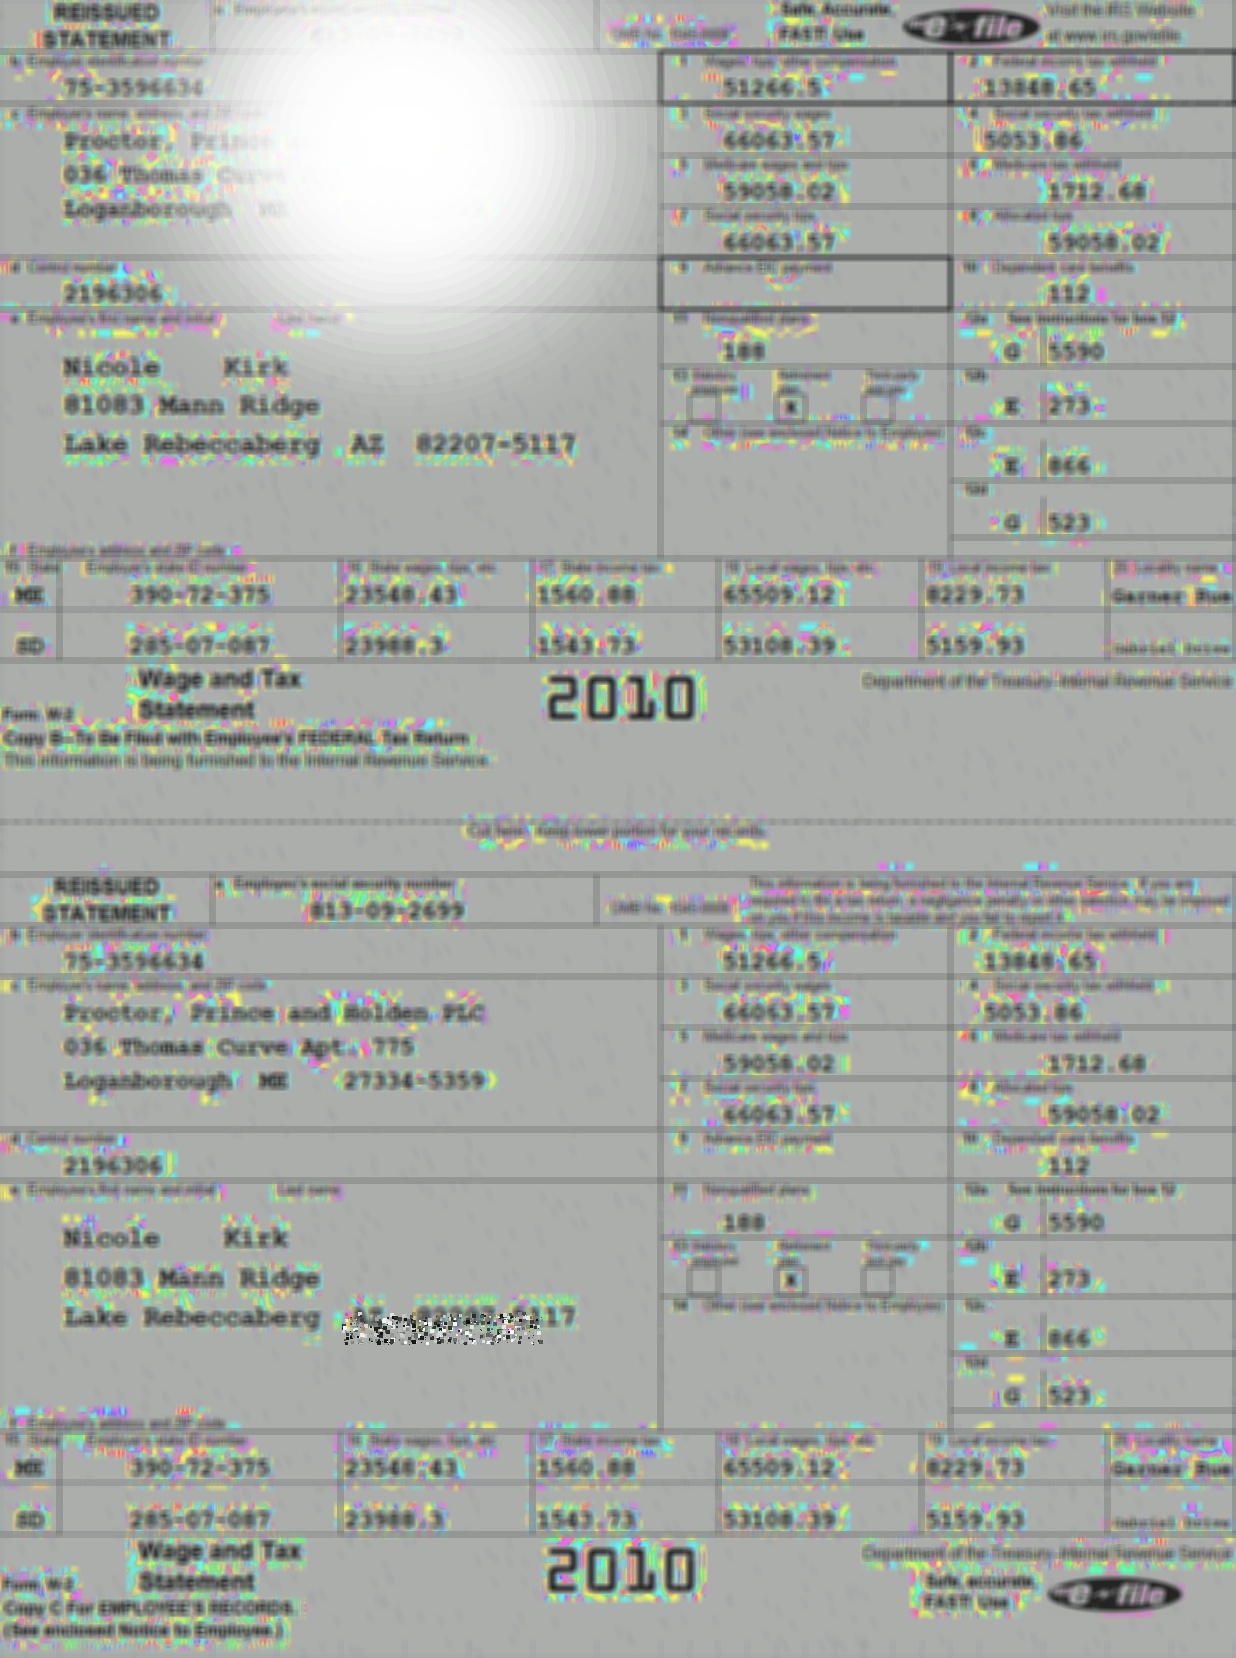 REISSUED STATEMENT
Safe, Accurate, FAST! Use e-file
Visit the IRS Website at www.irs.gov/efile
b Employer identification number
75-3596634
1 Wages, tips, other compensation
51266.5
2 Federal income tax withheld
13848.65
c Employer's name, address, and ZIP
Proctor, Prince
036 Thomas Curve
Loganborough
3 Social security wages
66063.57
4 Social security tax withheld
5053.86
5 Medicare wages and tips
59058.02
6 Medicare tax withheld
1712.68
7 Social security tips
66063.57
8 Allocated tips
59058.02
d Control number
2196306
9 Advance EIC payment
10 Dependent care benefits
112
e Employee's first name and initial Last name
Nicole Kirk
81083 Mann Ridge
Lake Rebeccaberg AZ 82207-5117
11 Nonqualified plans
188
12a See instructions for box 12
G 5590
13 Statutory employee Retirement plan Third-party sick pay
X
12b
E 273
14 Other (see enclosed Notice to Employee)
12c
E 866
12d
G 523
f Employee's address and ZIP code
15 State Employer's state ID number 16 State wages, tips, etc. 17 State income tax 18 Local wages, tips, etc. 19 Local income tax 20 Locality name
ME 390-72-375 23548.43 1560.88 65509.12 8229.73 Garner Rue
SD 285-07-087 23988.3 1543.73 53108.39 5159.93
Wage and Tax Statement
Form W-2
2010
Department of the Treasury-Internal Revenue Service
Copy B-To Be Filed with Employee's FEDERAL Tax Return
This information is being furnished to the Internal Revenue Service.
Cut here. Keep lower portion for your records.
REISSUED STATEMENT
a Employee's social security number
813-09-2699
OMB No. 1545-0008
This information is being furnished to the Internal Revenue Service. If you are
required to file a tax return, a negligence penalty or other sanction may be imposed
on you if this income is taxable and you fail to report it.
b Employer identification number
75-3596634
1 Wages, tips, other compensation
51266.5
2 Federal income tax withheld
13848.65
c Employer's name, address, and ZIP code
Proctor, Prince and Holden PLC
036 Thomas Curve Apt. 775
Loganborough ME 27334-5359
3 Social security wages
66063.57
4 Social security tax withheld
5053.86
5 Medicare wages and tips
59058.02
6 Medicare tax withheld
1712.68
7 Social security tips
66063.57
8 Allocated tips
59058.02
d Control number
2196306
9 Advance EIC payment
10 Dependent care benefits
112
e Employee's first name and initial Last name
Nicole Kirk
81083 Mann Ridge
Lake Rebeccaberg
11 Nonqualified plans
188
12a See instructions for box 12
G 5590
13 Statutory employee Retirement plan Third-party sick pay
X
12b
E 273
14 Other (see enclosed Notice to Employee)
12c
E 866
12d
G 523
f Employee's address and ZIP code
15 State Employer's state ID number 16 State wages, tips, etc. 17 State income tax 18 Local wages, tips, etc. 19 Local income tax 20 Locality name
ME 390-72-375 23548.43 1560.88 65509.12 8229.73 Garner Rue
SD 285-07-087 23988.3 1543.73 53108.39 5159.93
Wage and Tax Statement
Form W-2
2010
Department of the Treasury-Internal Revenue Service
Copy C For EMPLOYEE'S RECORDS.
(See enclosed Notice to Employee.)
Safe, accurate, FAST! Use e-file